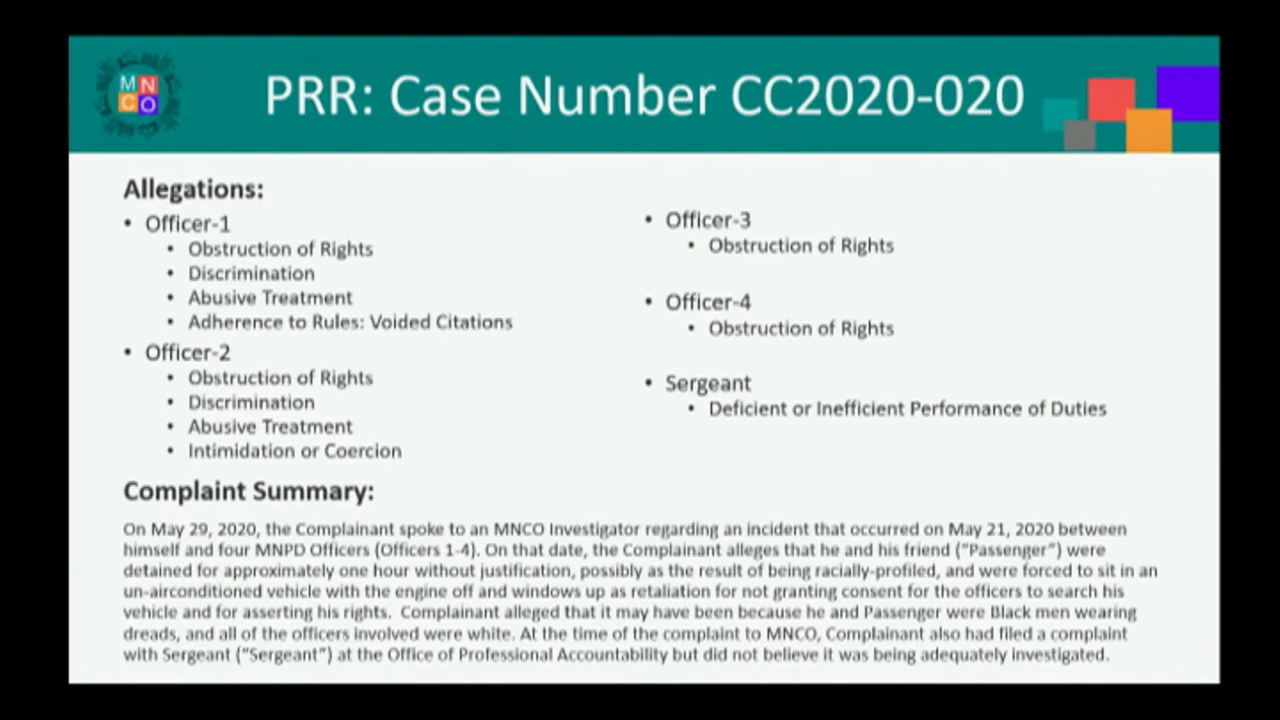 MN
CO
PRR: Case Number CC2020-020
Allegations:
• Officer-1
• Obstruction of Rights
• Discrimination
• Abusive Treatment
• Adherence to Rules: Voided Citations
• Officer-2
• Obstruction of Rights
• Discrimination
• Abusive Treatment
• Intimidation or Coercion
• Officer-3
• Obstruction of Rights
• Officer-4
• Obstruction of Rights
• Sergeant
• Deficient or Inefficient Performance of Duties
Complaint Summary:
On May 29, 2020, the Complainant spoke to an MNCO Investigator regarding an incident that occurred on May 21, 2020 between
himself and four MNPD Officers (Officers 1-4). On that date, the Complainant alleges that he and his friend (“Passenger”) were
detained for approximately one hour without justification, possibly as the result of being racially-profiled, and were forced to sit in an
un-airconditioned vehicle with the engine off and windows up as retaliation for not granting consent for the officers to search his
vehicle and for asserting his rights. Complainant alleged that it may have been because he and Passenger were Black men wearing
dreads, and all of the officers involved were white. At the time of the complaint to MNCO, Complainant also had filed a complaint
with Sergeant (“Sergeant”) at the Office of Professional Accountability but did not believe it was being adequately investigated.